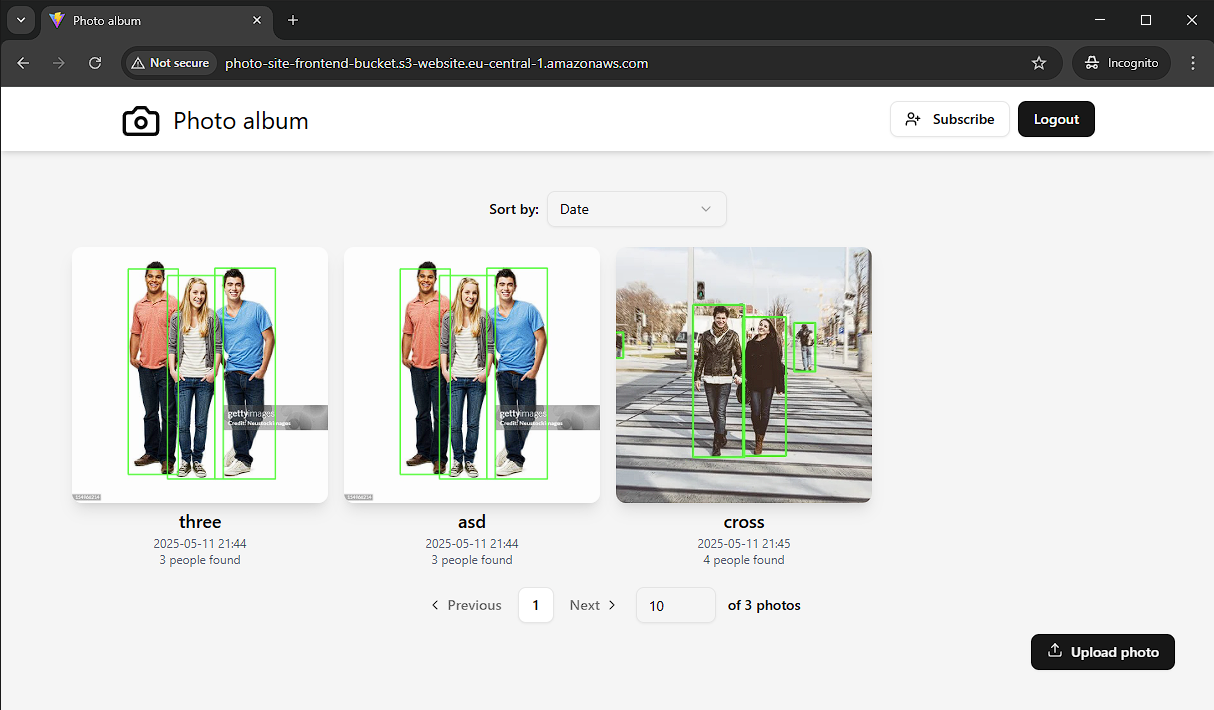 Photo album
Not secure
photo-site-frontend-bucket.s3-website.eu-central-1.amazonaws.com
Incognito
Photo album
Subscribe
Logout
Sort by:
Date
gettyimages
Credit: Neustockimages
gettyimages
Credit: Neustockimages
three
asd
cross
2025-05-11 21:44
2025-05-11 21:44
2025-05-11 21:45
3 people found
3 people found
4 people found
Previous
1
Next
10
of 3 photos
Upload photo